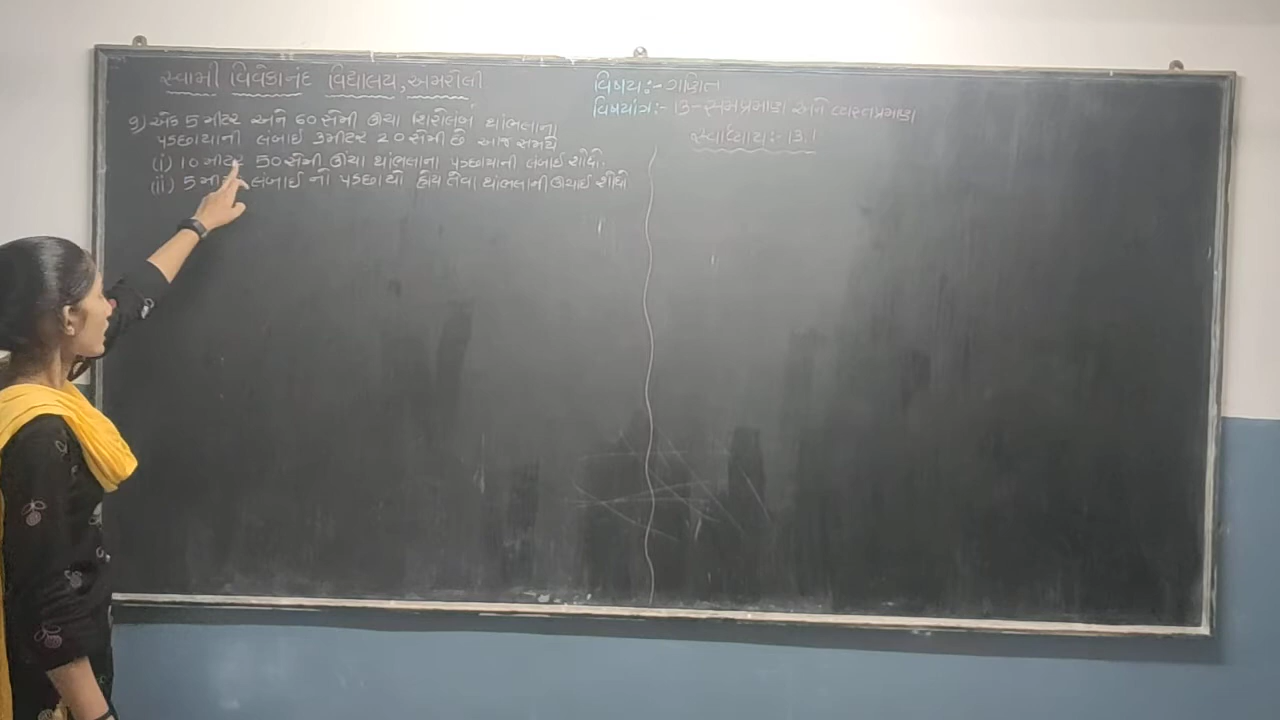 સ્વામી વિવેકાનંદ વિદ્યાલય, અમરોલી
વિષય:- ગણિત
વિષયાંગ:- 13-સમપ્રમાણ અને વ્યસ્તપ્રમાણ
સ્વાધ્યાય:- 13.1
9) એક 5 મીટર અને 60 સેમી ઊંચા શિરોલંબ થાંભલાના
પડછાયાની લંબાઈ 3મીટર 20 સેમી છે આજ સમયે
(i) 10 મીટર 50 સેમી ઊંચા થાંભલાના પડછાયાની લંબાઈ શોધો.
(ii) 5 લંબાઈ નો પડછાયો હોય તેવા થાંભલાની ઊંચાઈ શોધો